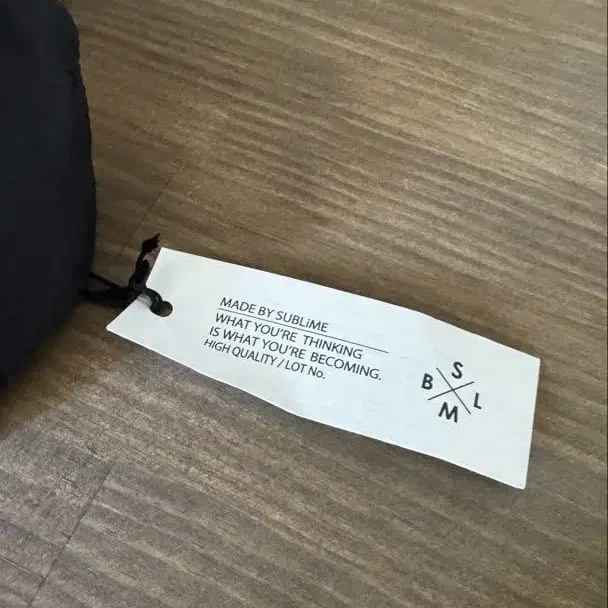 MADE BY SUBLiME
WHAT YOU'RE THINKING
IS WHAT YOU'RE BECOMING.
HIGH QUALITY / LOT No.
S
B L
M